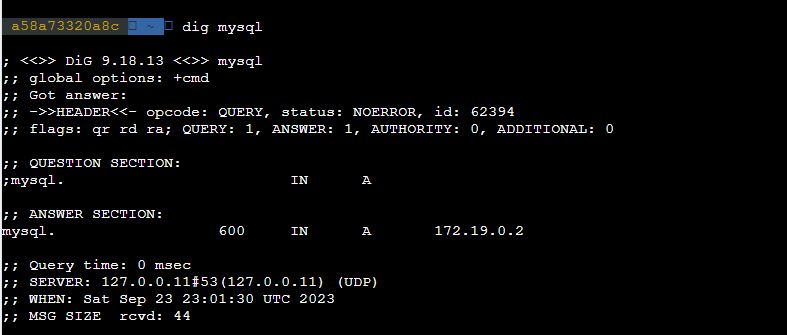 a58a73320a8c ~ dig mysql
; <<>> DiG 9.18.13 <<>> mysql
;; global options: +cmd
;; Got answer:
;; ->>HEADER<<- opcode: QUERY, status: NOERROR, id: 62394
;; flags: qr rd ra; QUERY: 1, ANSWER: 1, AUTHORITY: 0, ADDITIONAL: 0
;; QUESTION SECTION:
;mysql. IN A
;; ANSWER SECTION:
mysql. 600 IN A 172.19.0.2
;; Query time: 0 msec
;; SERVER: 127.0.0.11#53(127.0.0.11) (UDP)
;; WHEN: Sat Sep 23 23:01:30 UTC 2023
;; MSG SIZE rcvd: 44